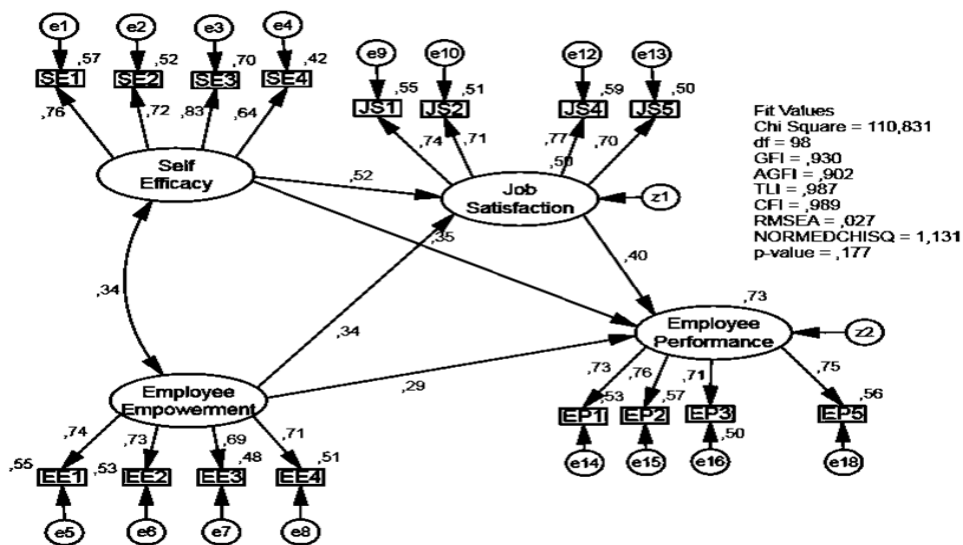 e1
e2
e3
e4
,57
,52
,70
,42
SE1
SE2
SE3
SE4
,76
,72
,83
,64
Self
Efficacy
e9
e10
e12
e13
,55
,51
,59
,50
JS1
JS2
JS4
JS5
,74
,71
,77
,70
,50
Job
Satisfaction
z1
Fit Values
Chi Square = 110,831
df = 98
GFI = ,930
AGFI = ,902
TLI = ,987
CFI = ,989
RMSEA = ,027
NORMEDCHISQ = 1,131
p-value = ,177
,52
,35
,40
,34
,34
,29
,73
Employee
Performance
z2
,73
,76
,71
,75
,53
,57
,50
,56
EP1
EP2
EP3
EP5
e14
e15
e16
e18
Employee
Empowerment
,74
,73
,69
,71
,55
,53
,48
,51
EE1
EE2
EE3
EE4
e5
e6
e7
e8